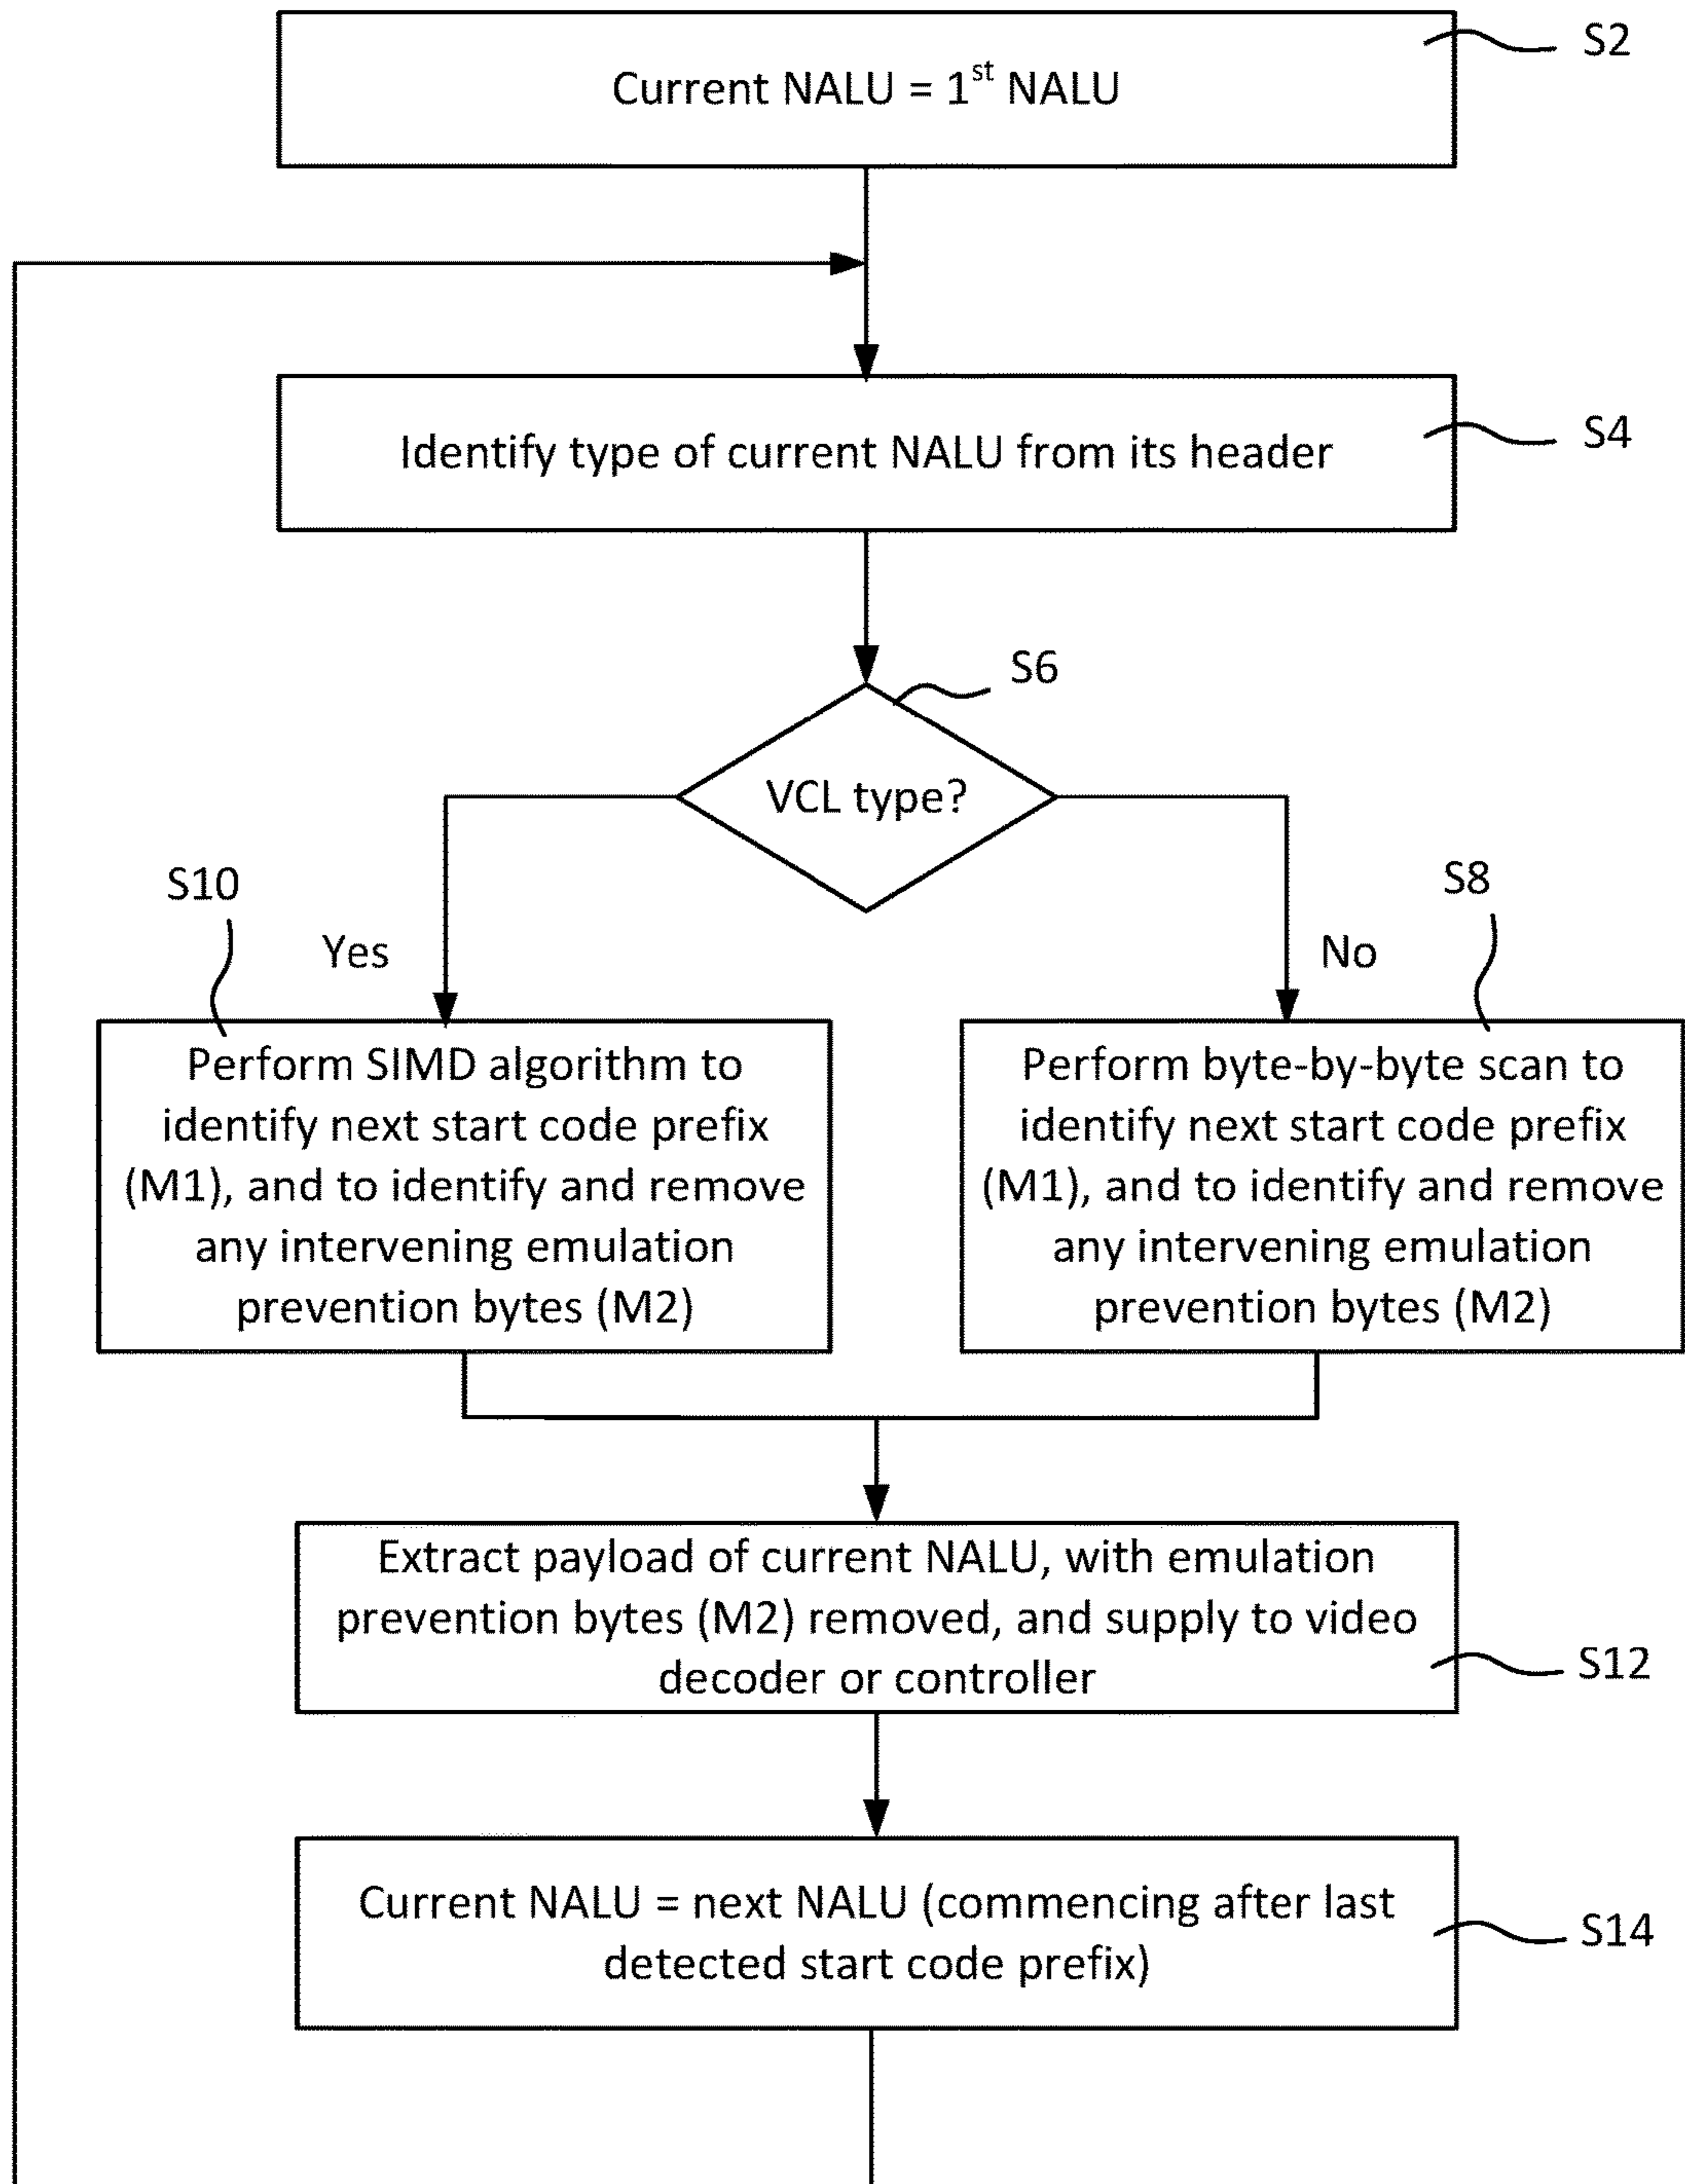 S2
Current NALU = 1st NALU
S4
Identify type of current NALU from its header
S6
VCL type?
S10
S8
Yes
No
Perform SIMD algorithm to
identify next start code prefix
(M1), and to identify and remove
any intervening emulation
prevention bytes (M2)
Perform byte-by-byte scan to
identify next start code prefix
(M1), and to identify and remove
any intervening emulation
prevention bytes (M2)
Extract payload of current NALU, with emulation
prevention bytes (M2) removed, and supply to video
decoder or controller
S12
Current NALU = next NALU (commencing after last
detected start code prefix)
S14